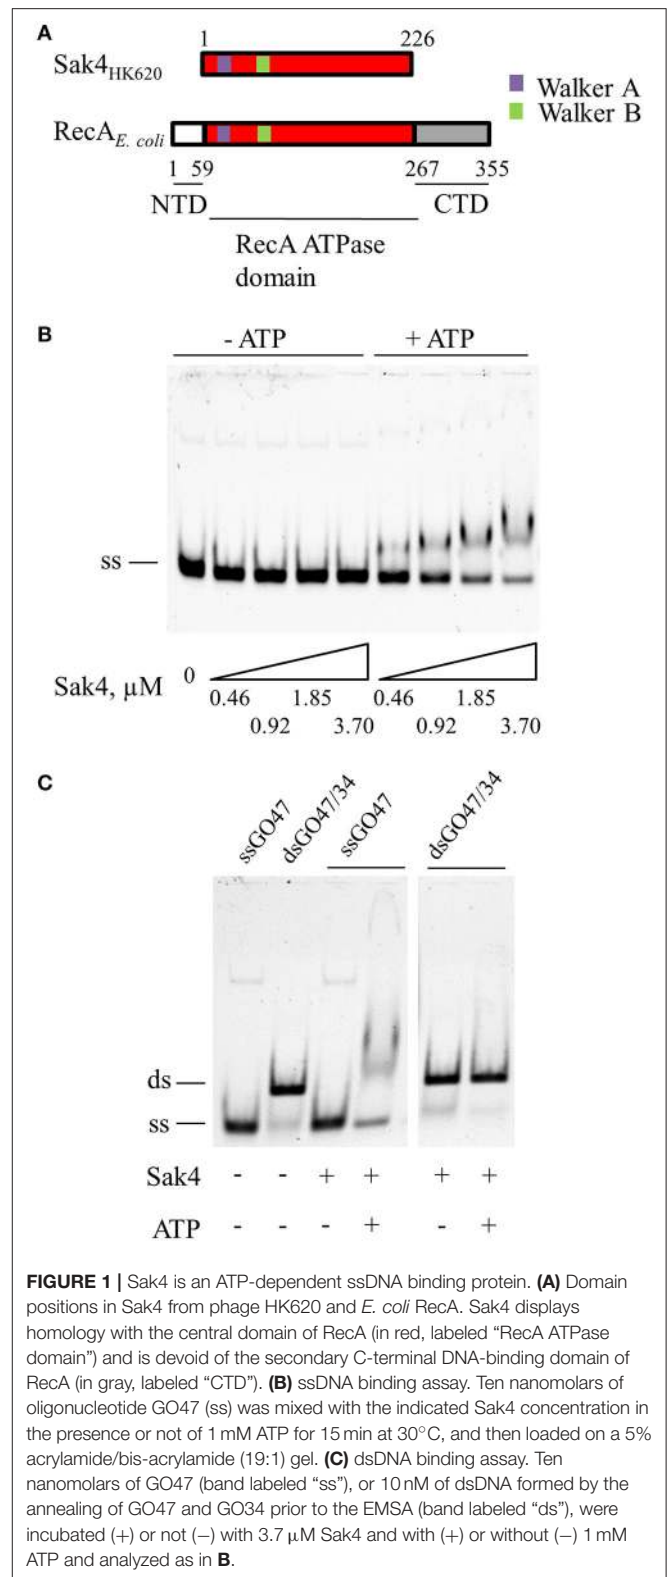 A
1 226
Sak4HK620
Walker A
Walker B
RecAE. coli
1 59 267 355
NTD CTD
RecA ATPase
domain
B
- ATP + ATP
ss
Sak4, µM
0
0.46 1.85 0.46 1.85
0.92 3.70 0.92 3.70
C
ssGO47 dsGO47/34 ssGO47 dsGO47/34
ds
ss
Sak4 - - + + + +
ATP - - - + - +
FIGURE 1 | Sak4 is an ATP-dependent ssDNA binding protein. (A) Domain
positions in Sak4 from phage HK620 and E. coli RecA. Sak4 displays
homology with the central domain of RecA (in red, labeled “RecA ATPase
domain”) and is devoid of the secondary C-terminal DNA-binding domain of
RecA (in gray, labeled “CTD”). (B) ssDNA binding assay. Ten nanomolars of
oligonucleotide GO47 (ss) was mixed with the indicated Sak4 concentration in
the presence or not of 1 mM ATP for 15 min at 30°C, and then loaded on a 5%
acrylamide/bis-acrylamide (19:1) gel. (C) dsDNA binding assay. Ten
nanomolars of GO47 (band labeled “ss”), or 10 nM of dsDNA formed by the
annealing of GO47 and GO34 prior to the EMSA (band labeled “ds”), were
incubated (+) or not (−) with 3.7 µM Sak4 and with (+) or without (−) 1 mM
ATP and analyzed as in B.